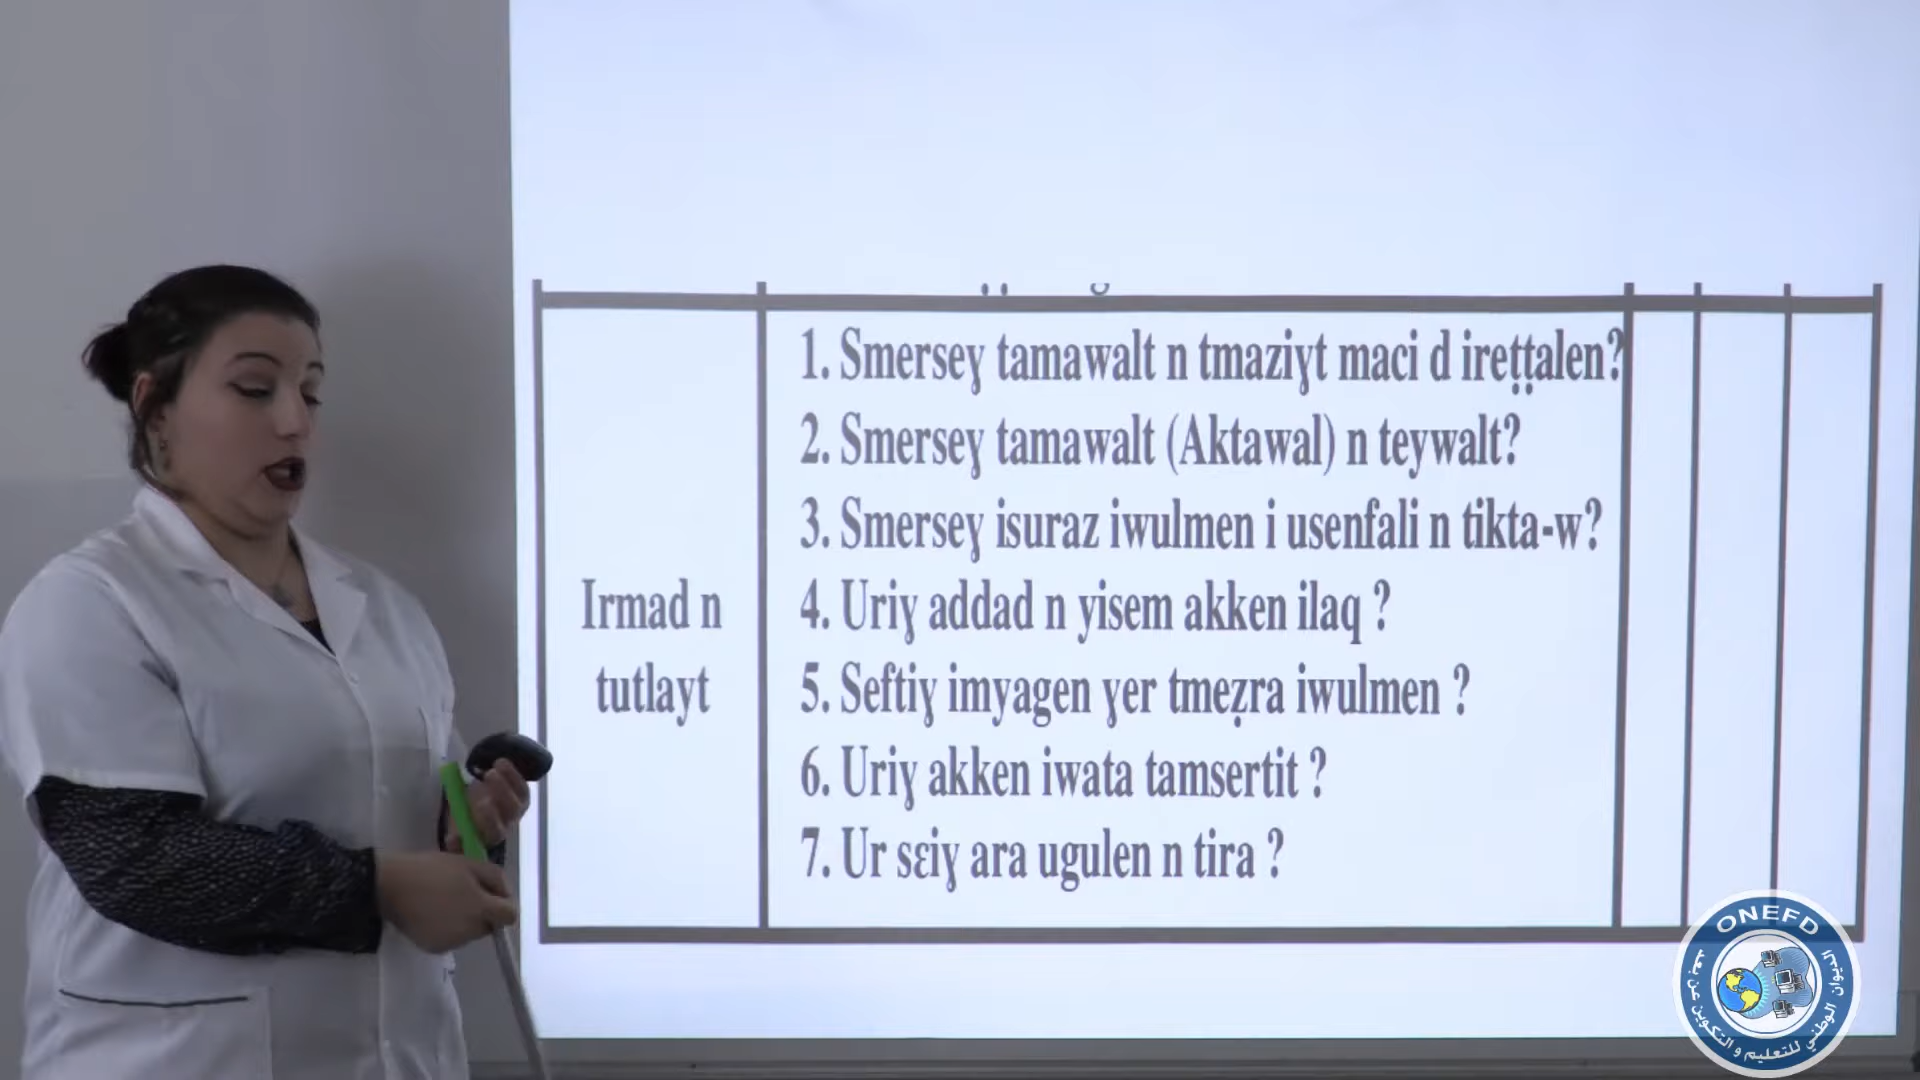 Irmad n
tutlayt
1. Smerseɣ tamawalt n tmaziɣt maci d ireṭṭalen?
2. Smerseɣ tamawalt (Aktawal) n teywalt?
3. Smerseɣ isuraz iwulmen i usenfali n tikta-w?
4. Uriɣ addad n yisem akken ilaq ?
5. Seftiɣ imyagen ɣer tmeẓra iwulmen ?
6. Uriɣ akken iwata tamsertit ?
7. Ur sɛiɣ ara ugulen n tira ?
ONEFD
الديوان الوطني للتعليم و التكوين عن بعد